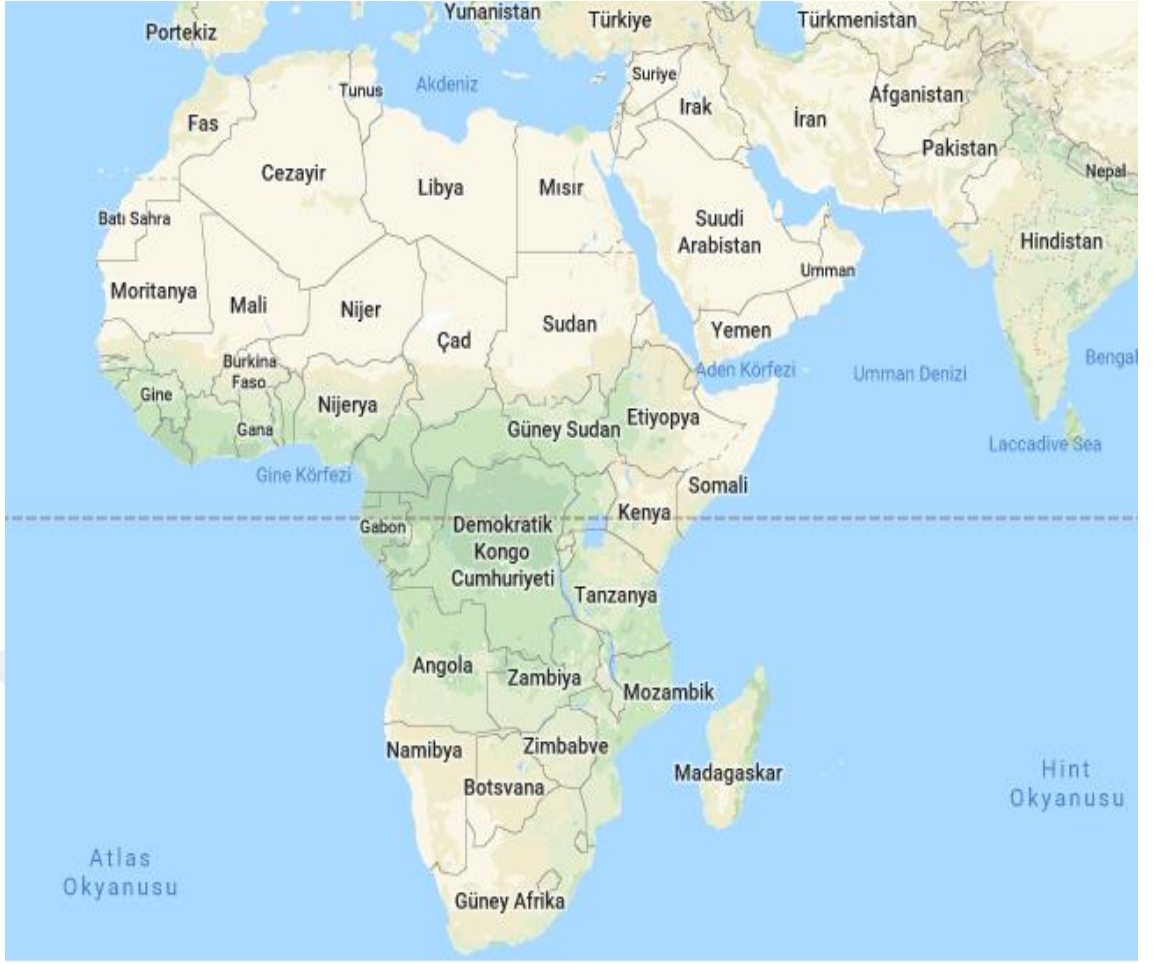 Yunanistan
Türkiye
Türkmenistan
Portekiz
Suriye
Akdeniz
Tunus
Afganistan
Irak
İran
Fas
Pakistan
Nepal
Cezayir
Libya
Mısır
Batı Sahra
Suudi
Arabistan
Hindistan
Umman
Moritanya
Mali
Nijer
Sudan
Yemen
Çad
Bengal
Burkina
Faso
Aden Körfezi
Umman Denizi
Gine
Nijerya
Etiyopya
Gana
Güney Sudan
Laccadive Sea
Gine Körfezi
Somali
Kenya
Gabon
Demokratik
Kongo
Cumhuriyeti
Tanzanya
Angola
Zambiya
Mozambik
Namibya
Zimbabve
Botsvana
Madagaskar
Hint
Okyanusu
Atlas
Okyanusu
Güney Afrika